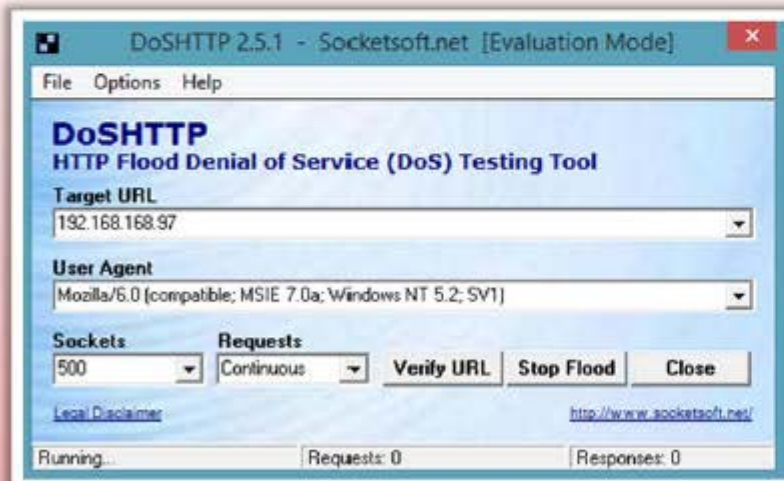 DoSHTTP 2.5.1 - Socketsoft.net [Evaluation Mode]
File Options Help
DoSHTTP
HTTP Flood Denial of Service (DoS) Testing Tool
Target URL
192.168.168.97
User Agent
Mozilla/6.0 (compatible; MSIE 7.0a; Windows NT 5.2; SV1)
Sockets Requests
500 Continuous Verify URL Stop Flood Close
Legal Disclaimer http://www.socketsoft.net/
Running... Requests: 0 Responses: 0